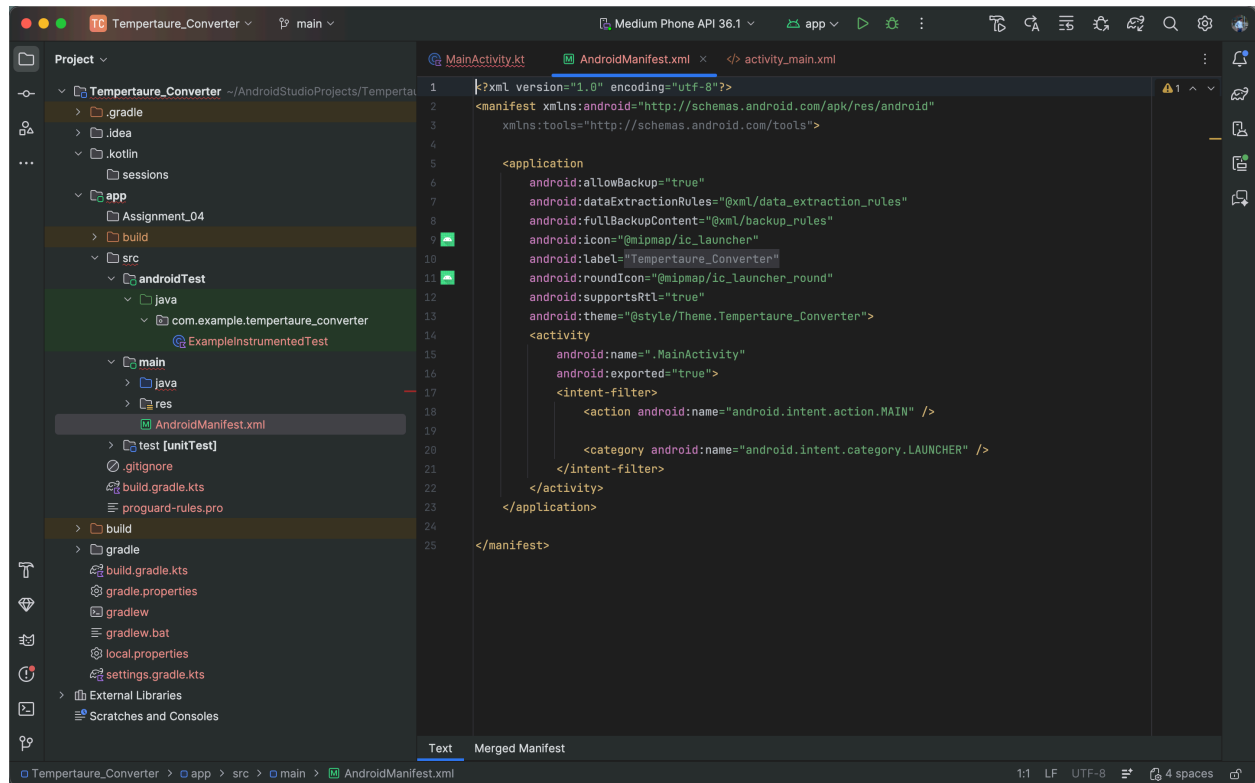 TC Tempertaure_Converter main Medium Phone API 36.1 app
Project
MainActivity.kt AndroidManifest.xml activity_main.xml
Tempertaure_Converter ~/AndroidStudioProjects/Tempertau
.gradle
.idea
.kotlin
sessions
app
Assignment_04
build
src
androidTest
java
com.example.tempertaure_converter
ExampleInstrumentedTest
main
java
res
AndroidManifest.xml
test [unitTest]
.gitignore
build.gradle.kts
proguard-rules.pro
build
gradle
build.gradle.kts
gradle.properties
gradlew
gradlew.bat
local.properties
settings.gradle.kts
External Libraries
Scratches and Consoles
1 <?xml version="1.0" encoding="utf-8"?>
2 <manifest xmlns:android="http://schemas.android.com/apk/res/android"
3 xmlns:tools="http://schemas.android.com/tools">
4
5 <application
6 android:allowBackup="true"
7 android:dataExtractionRules="@xml/data_extraction_rules"
8 android:fullBackupContent="@xml/backup_rules"
9 android:icon="@mipmap/ic_launcher"
10 android:label="Tempertaure_Converter"
11 android:roundIcon="@mipmap/ic_launcher_round"
12 android:supportsRtl="true"
13 android:theme="@style/Theme.Tempertaure_Converter">
14 <activity
15 android:name=".MainActivity"
16 android:exported="true">
17 <intent-filter>
18 <action android:name="android.intent.action.MAIN" />
19
20 <category android:name="android.intent.category.LAUNCHER" />
21 </intent-filter>
22 </activity>
23 </application>
24
25 </manifest>
1
Text Merged Manifest
Tempertaure_Converter > app > src > main > AndroidManifest.xml 1:1 LF UTF-8 4 spaces